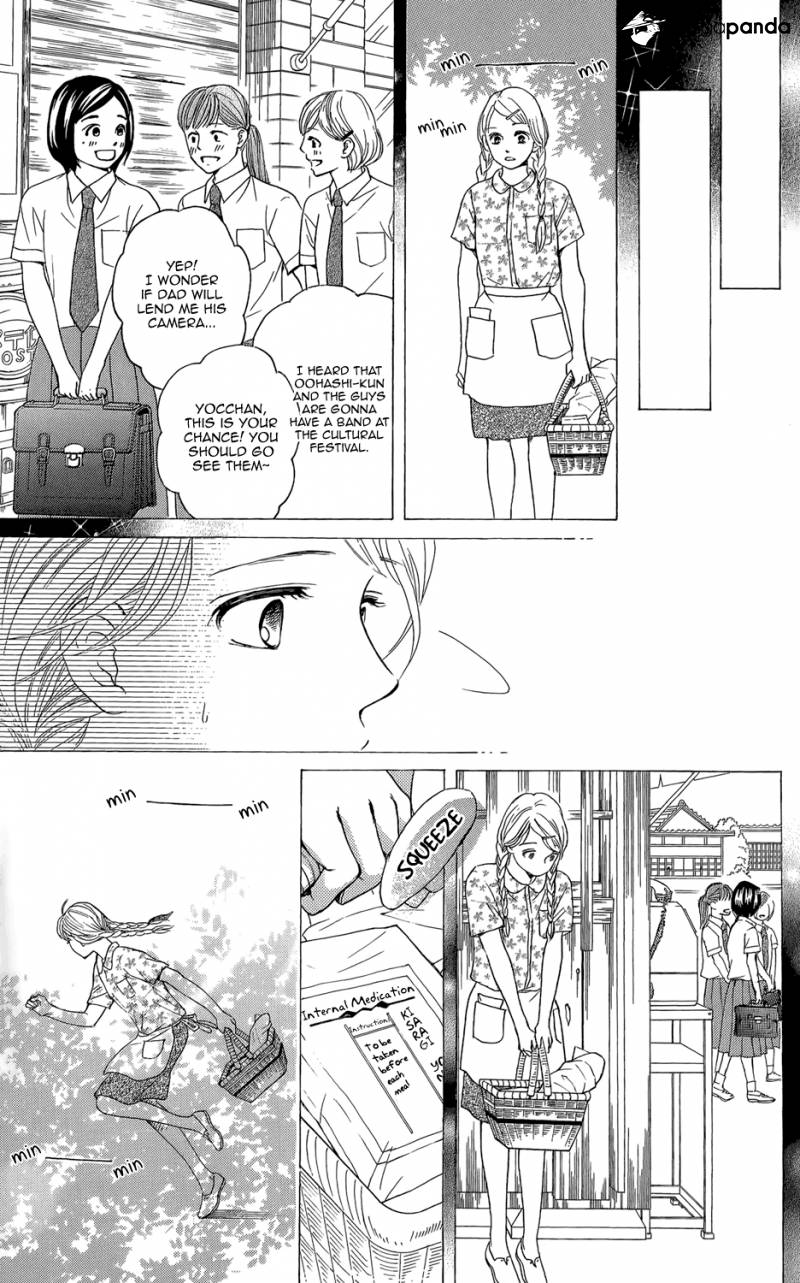 panda
min
min
min
min
I HEARD THAT
OOHASHI-KUN
AND THE GUYS
ARE GONNA
HAVE A BAND AT
THE CULTURAL
FESTIVAL.
YEP!
I WONDER
IF DAD WILL
LEND ME HIS
CAMERA...
YOCCHAN,
THIS IS YOUR
CHANCE! YOU
SHOULD GO
SEE THEM~
SQUEEZE
Internal Medication
Instruction
To be
taken
before
each
meal
KI
SA
RA
GI
min
min
min
min